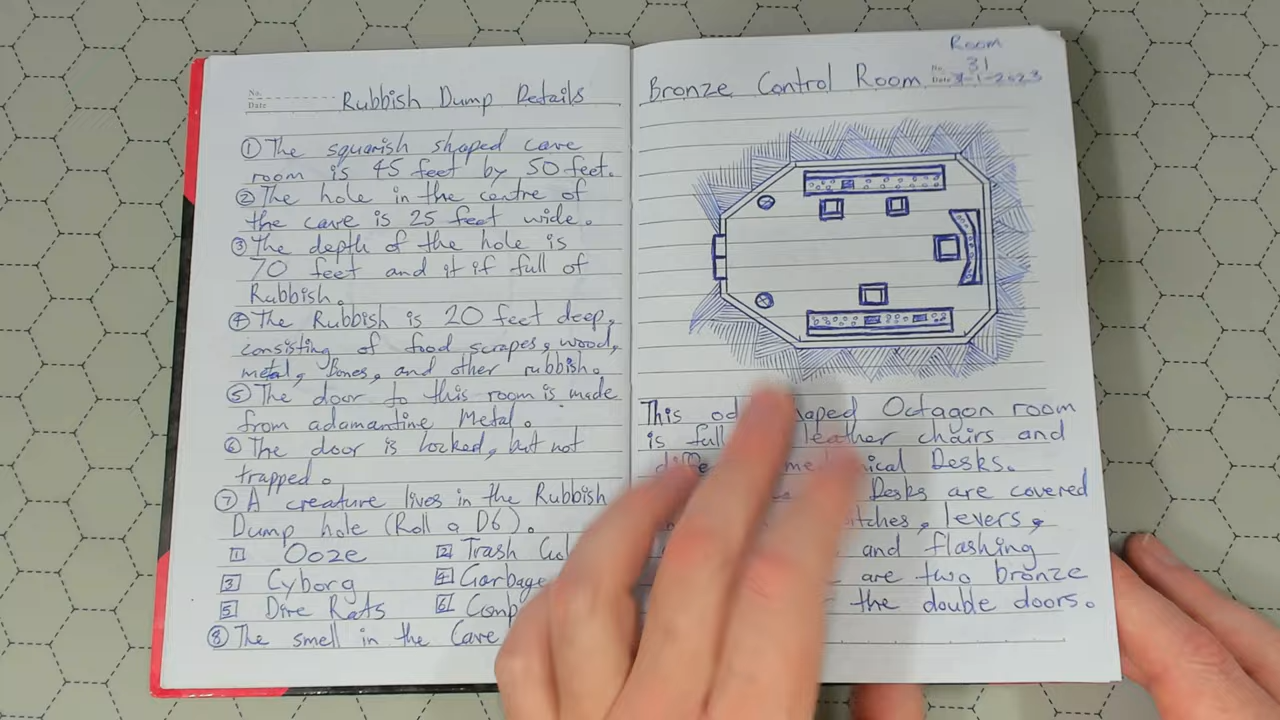 No.
Date
Rubbish Dump Details
① The squarish shaped cave
room is 45 feet by 50 feet.
② The hole in the centre of
the cave is 25 feet wide.
③ The depth of the hole is
70 feet and it if full of
Rubbish.
④ The Rubbish is 20 feet deep,
consisting of food scrapes, wood,
metal, bones, and other rubbish.
⑤ The door to this room is made
from adamantine Metal.
⑥ The door is locked, but not
trapped.
⑦ A creature lives in the Rubbish
Dump hole (Roll a D6).
1 Ooze 2 Trash
3 Cyborg 4 Garbage
5 Dire Rats 6
⑧ The smell in the Cave
Room
Bronze Control Room No. 31
Date 3-1-2023
This Octagon room
is full leather chairs and
Desks.
Desks are covered
levers,
and flashing
are two bronze
the double doors.